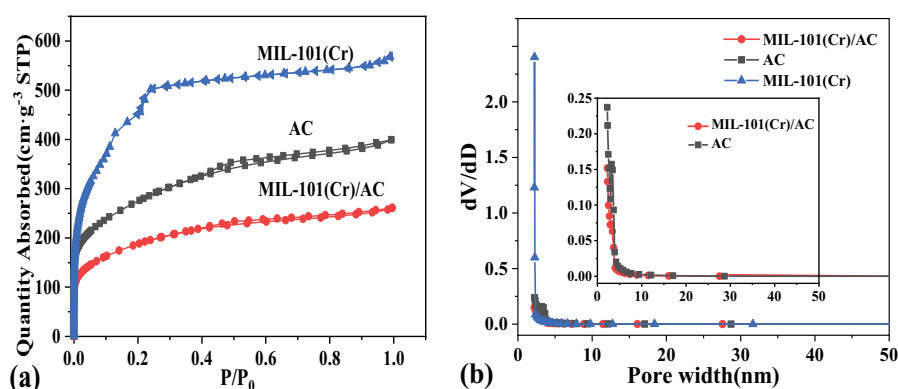 600
500
400
300
200
100
0
0.0 0.2 0.4 0.6 0.8 1.0
Quantity Absorbed(cm·g⁻³ STP)
P/P₀
MIL-101(Cr)
AC
MIL-101(Cr)/AC
(a)
2.5
2.0
1.5
1.0
0.5
0.0
0 10 20 30 40 50
dV/dD
Pore width(nm)
MIL-101(Cr)/AC
AC
MIL-101(Cr)
0.25
0.20
0.15
0.10
0.05
0.00
0 10 20 30 40 50
MIL-101(Cr)/AC
AC
(b)